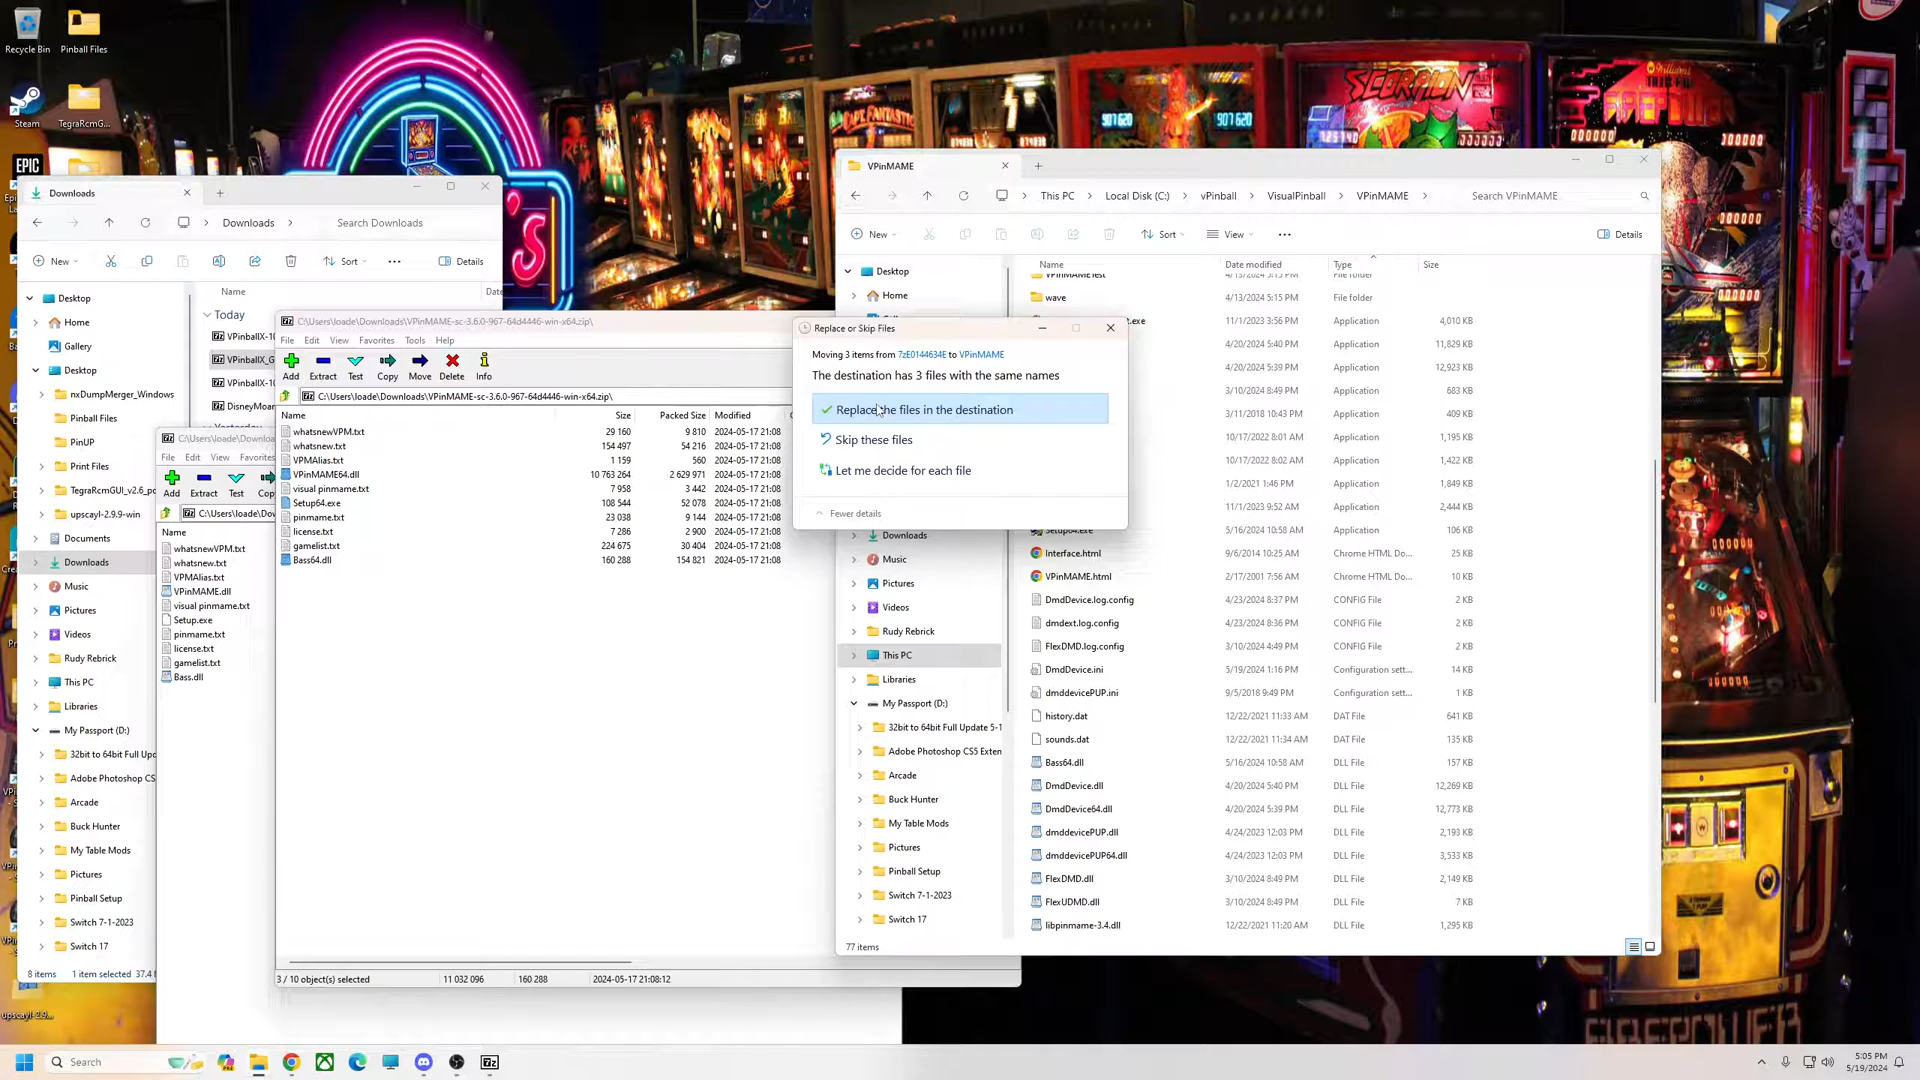 Recycle Bin
Pinball Files
Steam
TegraRcmG...
EPIC
CAPE FANTASTIC
SCORPION
Williams
FIREPOWER
907620
907620
Downloads
Downloads
Search Downloads
New
Sort
Details
Name
Date
Today
VPinballX-10
VPinballX_G
VPinballX-10
DisneyMoar
Desktop
Home
Gallery
Desktop
nxDumpMerger_Windows
Pinball Files
PinUP
Print Files
TegraRcmGUI_v2.6_po
upscayl-2.9.9-win
Documents
Downloads
Music
Pictures
Videos
Rudy Rebrick
This PC
Libraries
My Passport (D:)
32bit to 64bit Full Upd
Adobe Photoshop CS
Arcade
Buck Hunter
My Table Mods
Pictures
Pinball Setup
Switch 7-1-2023
Switch 17
8 items 1 item selected 37.4
upscayl-2.9...
C:\Users\loade\Downloa
File Edit View Favorites
Add Extract Test Copy
C:\Users\loade\Down
Name
whatsnewVPM.txt
whatsnew.txt
VPMAlias.txt
VPinMAME.dll
visual pinmame.txt
Setup.exe
pinmame.txt
license.txt
gamelist.txt
Bass.dll
C:\Users\loade\Downloads\VPinMAME-sc-3.6.0-967-64d4446-win-x64.zip\
File Edit View Favorites Tools Help
Add Extract Test Copy Move Delete Info
C:\Users\loade\Downloads\VPinMAME-sc-3.6.0-967-64d4446-win-x64.zip\
Name Size Packed Size Modified
whatsnewVPM.txt 29 160 9 810 2024-05-17 21:08
whatsnew.txt 154 497 54 216 2024-05-17 21:08
VPMAlias.txt 1 159 560 2024-05-17 21:08
VPinMAME64.dll 10 763 264 2 629 971 2024-05-17 21:08
visual pinmame.txt 7 958 3 442 2024-05-17 21:08
Setup64.exe 108 544 52 078 2024-05-17 21:08
pinmame.txt 23 038 9 144 2024-05-17 21:08
license.txt 7 286 2 900 2024-05-17 21:08
gamelist.txt 224 675 30 404 2024-05-17 21:08
Bass64.dll 160 288 154 821 2024-05-17 21:08
3 / 10 object(s) selected 11 032 096 160 288 2024-05-17 21:08:12
Replace or Skip Files
Moving 3 items from 7zE0144634E to VPinMAME
The destination has 3 files with the same names
Replace the files in the destination
Skip these files
Let me decide for each file
Fewer details
VPinMAME
This PC > Local Disk (C:) > vPinball > VisualPinball > VPinMAME
Search VPinMAME
New
Sort
View
Details
Desktop
Home
Downloads
Music
Pictures
Videos
Rudy Rebrick
This PC
Libraries
My Passport (D:)
32bit to 64bit Full Update 5-1
Adobe Photoshop CS5 Exten
Arcade
Buck Hunter
My Table Mods
Pictures
Pinball Setup
Switch 7-1-2023
Switch 17
Name Date modified Type Size
VPinMAMETest 4/13/2024 5:15 PM File folder
wave 4/13/2024 5:15 PM File folder
t.exe 11/1/2023 3:56 PM Application 4,010 KB
4/20/2024 5:40 PM Application 11,829 KB
4/20/2024 5:39 PM Application 12,923 KB
3/10/2024 8:49 PM Application 683 KB
3/11/2018 10:43 PM Application 409 KB
10/17/2022 8:01 AM Application 1,195 KB
10/17/2022 8:02 AM Application 1,195 KB
1/2/2021 1:46 PM Application 1,849 KB
11/1/2023 9:52 AM Application 2,444 KB
Setup64.exe 5/16/2024 10:58 AM Application 106 KB
Interface.html 9/6/2014 10:25 AM Chrome HTML Do... 25 KB
VPinMAME.html 2/17/2001 7:56 AM Chrome HTML Do... 10 KB
DmdDevice.log.config 4/23/2024 8:37 PM CONFIG File 2 KB
dmdext.log.config 4/23/2024 8:36 PM CONFIG File 2 KB
FlexDMD.log.config 3/10/2024 4:49 PM CONFIG File 2 KB
DmdDevice.ini 5/19/2024 1:16 PM Configuration sett... 14 KB
dmddevicePUP.ini 9/5/2018 9:49 PM Configuration sett... 1 KB
history.dat 12/22/2021 11:33 AM DAT File 641 KB
sounds.dat 12/22/2021 11:34 AM DAT File 135 KB
Bass64.dll 5/16/2024 10:58 AM DLL File 157 KB
DmdDevice.dll 4/20/2024 5:40 PM DLL File 12,269 KB
DmdDevice64.dll 4/20/2024 5:39 PM DLL File 12,773 KB
dmddevicePUP.dll 4/24/2023 12:03 PM DLL File 2,193 KB
dmddevicePUP64.dll 4/24/2023 12:03 PM DLL File 3,533 KB
FlexDMD.dll 3/10/2024 8:49 PM DLL File 2,149 KB
FlexUDMD.dll 3/10/2024 8:49 PM DLL File 7 KB
libpinmame-3.4.dll 12/22/2021 11:20 AM DLL File 1,295 KB
77 items
Search
5:05 PM
5/19/2024